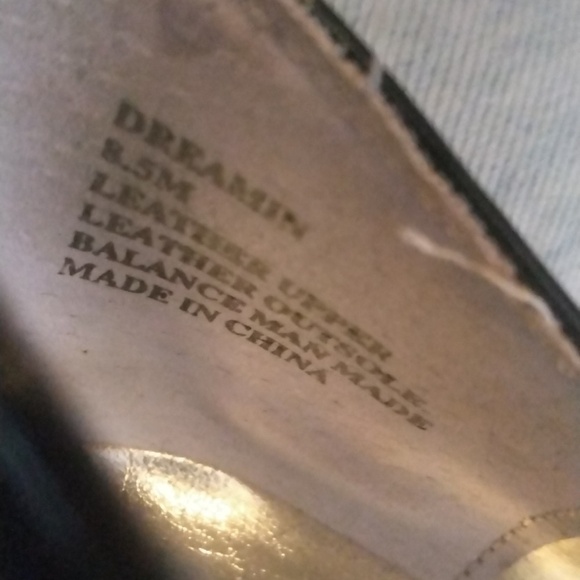 DREAMIN
8.5M
LEATHER UPPER
LEATHER OUTSOLE
BALANCE MAN MADE
MADE IN CHINA